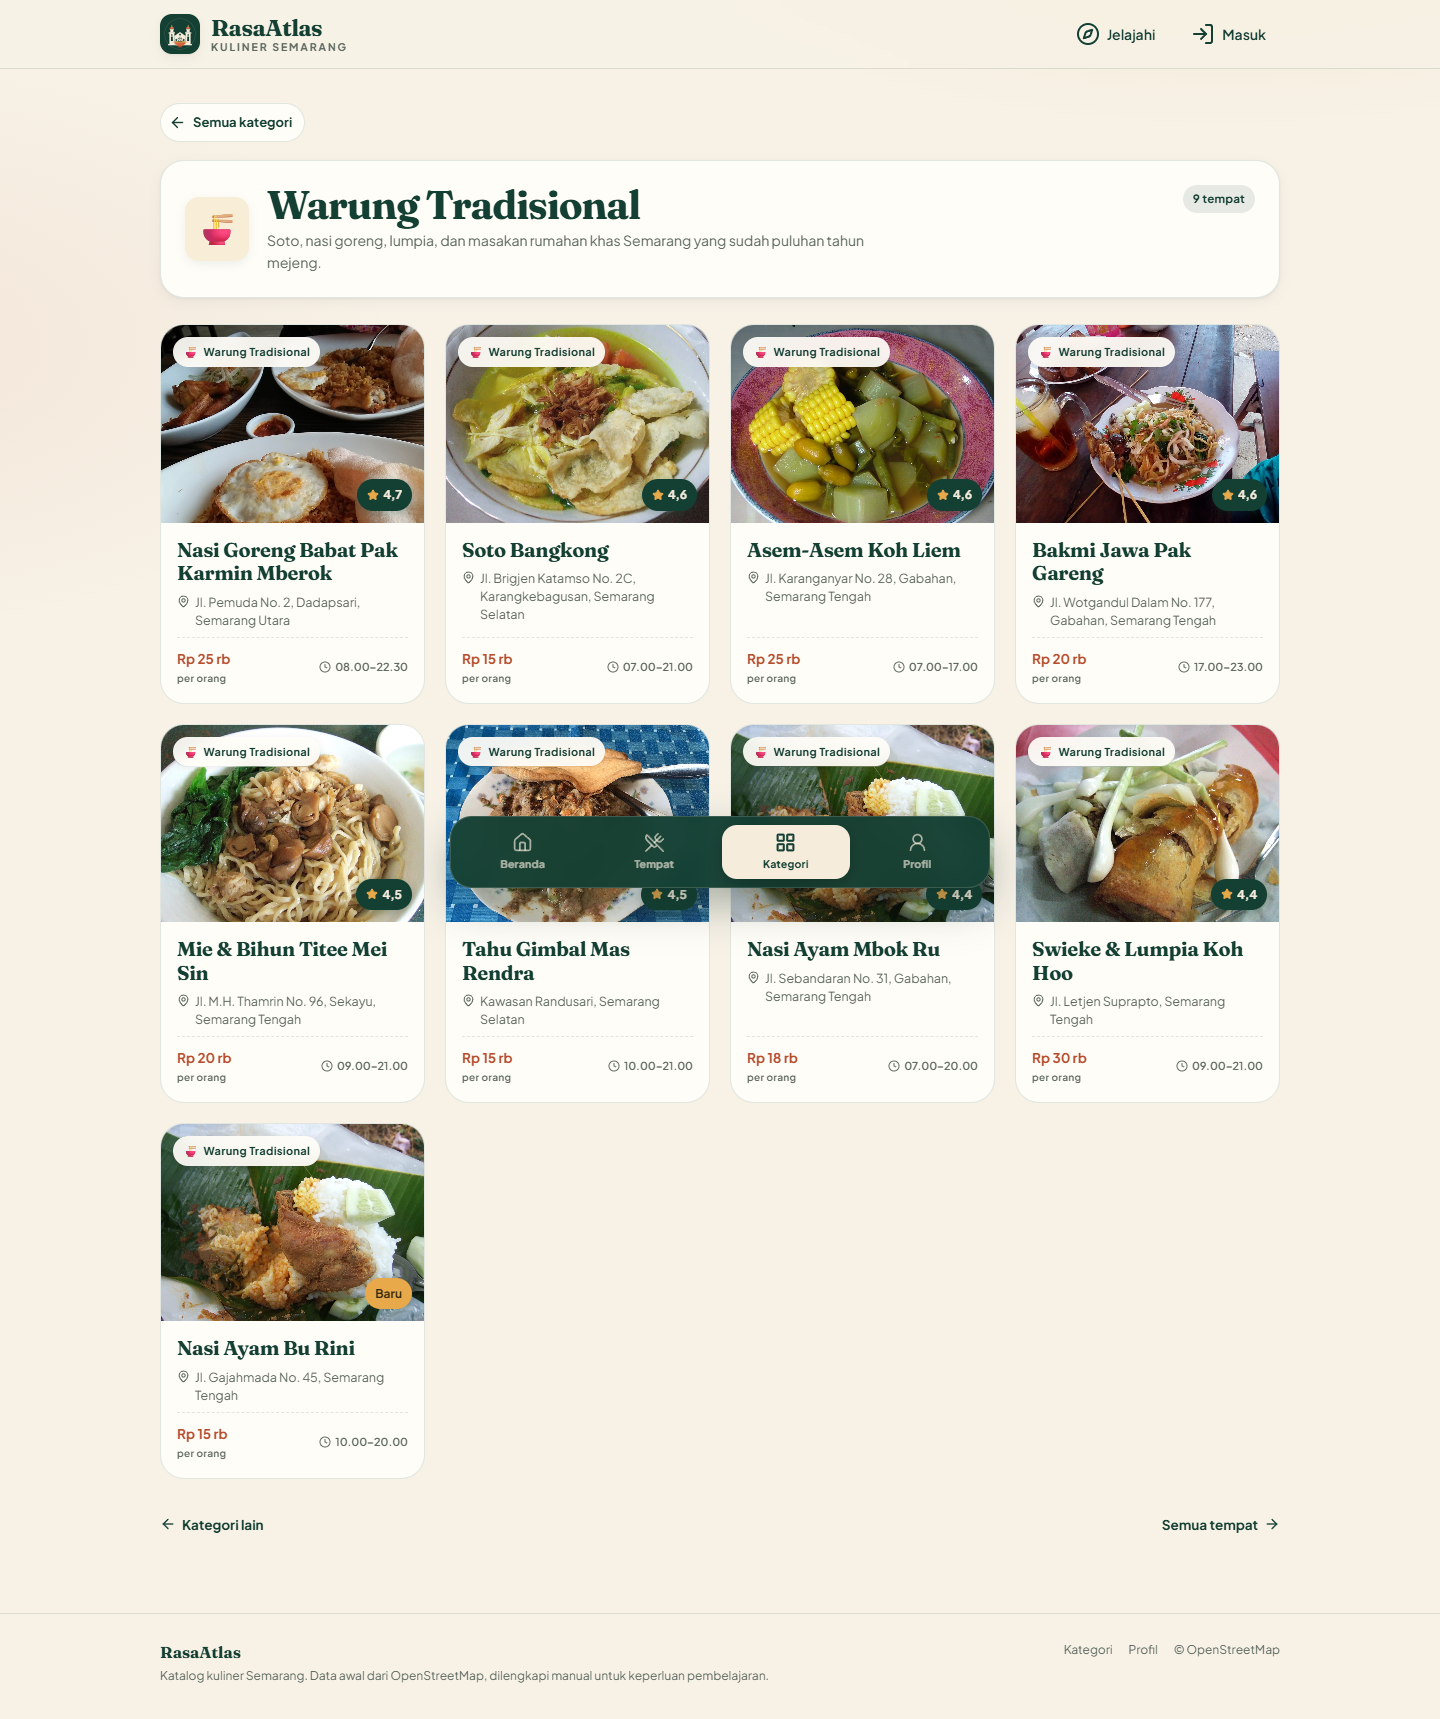 RasaAtlas
KULINER SEMARANG
Jelajahi
Masuk
Semua kategori
Warung Tradisional
9 tempat
Soto, nasi goreng, lumpia, dan masakan rumahan khas Semarang yang sudah puluhan tahun
mejeng.
Warung Tradisional
4,7
Nasi Goreng Babat Pak
Karmin Mberok
Jl. Pemuda No. 2, Dadapsari,
Semarang Utara
Rp 25 rb
per orang
08.00–22.30
Warung Tradisional
4,6
Soto Bangkong
Jl. Brigjen Katamso No. 2C,
Karangkebagusan, Semarang
Selatan
Rp 15 rb
per orang
07.00–21.00
Warung Tradisional
4,6
Asem-Asem Koh Liem
Jl. Karanganyar No. 28, Gabahan,
Semarang Tengah
Rp 25 rb
per orang
07.00–17.00
Warung Tradisional
4,6
Bakmi Jawa Pak
Gareng
Jl. Wotgandul Dalam No. 177,
Gabahan, Semarang Tengah
Rp 20 rb
per orang
17.00–23.00
Warung Tradisional
4,5
Mie & Bihun Titee Mei
Sin
Jl. M.H. Thamrin No. 96, Sekayu,
Semarang Tengah
Rp 20 rb
per orang
09.00–21.00
Warung Tradisional
4,5
Tahu Gimbal Mas
Rendra
Kawasan Randusari, Semarang
Selatan
Rp 15 rb
per orang
10.00–21.00
Warung Tradisional
4,4
Nasi Ayam Mbok Ru
Jl. Sebandaran No. 31, Gabahan,
Semarang Tengah
Rp 18 rb
per orang
07.00–20.00
Warung Tradisional
4,4
Swieke & Lumpia Koh
Hoo
Jl. Letjen Suprapto, Semarang
Tengah
Rp 30 rb
per orang
09.00–21.00
Beranda
Tempat
Kategori
Profil
Warung Tradisional
Baru
Nasi Ayam Bu Rini
Jl. Gajahmada No. 45, Semarang
Tengah
Rp 15 rb
per orang
10.00–20.00
Kategori lain
Semua tempat
RasaAtlas
Katalog kuliner Semarang. Data awal dari OpenStreetMap, dilengkapi manual untuk keperluan pembelajaran.
Kategori
Profil
© OpenStreetMap